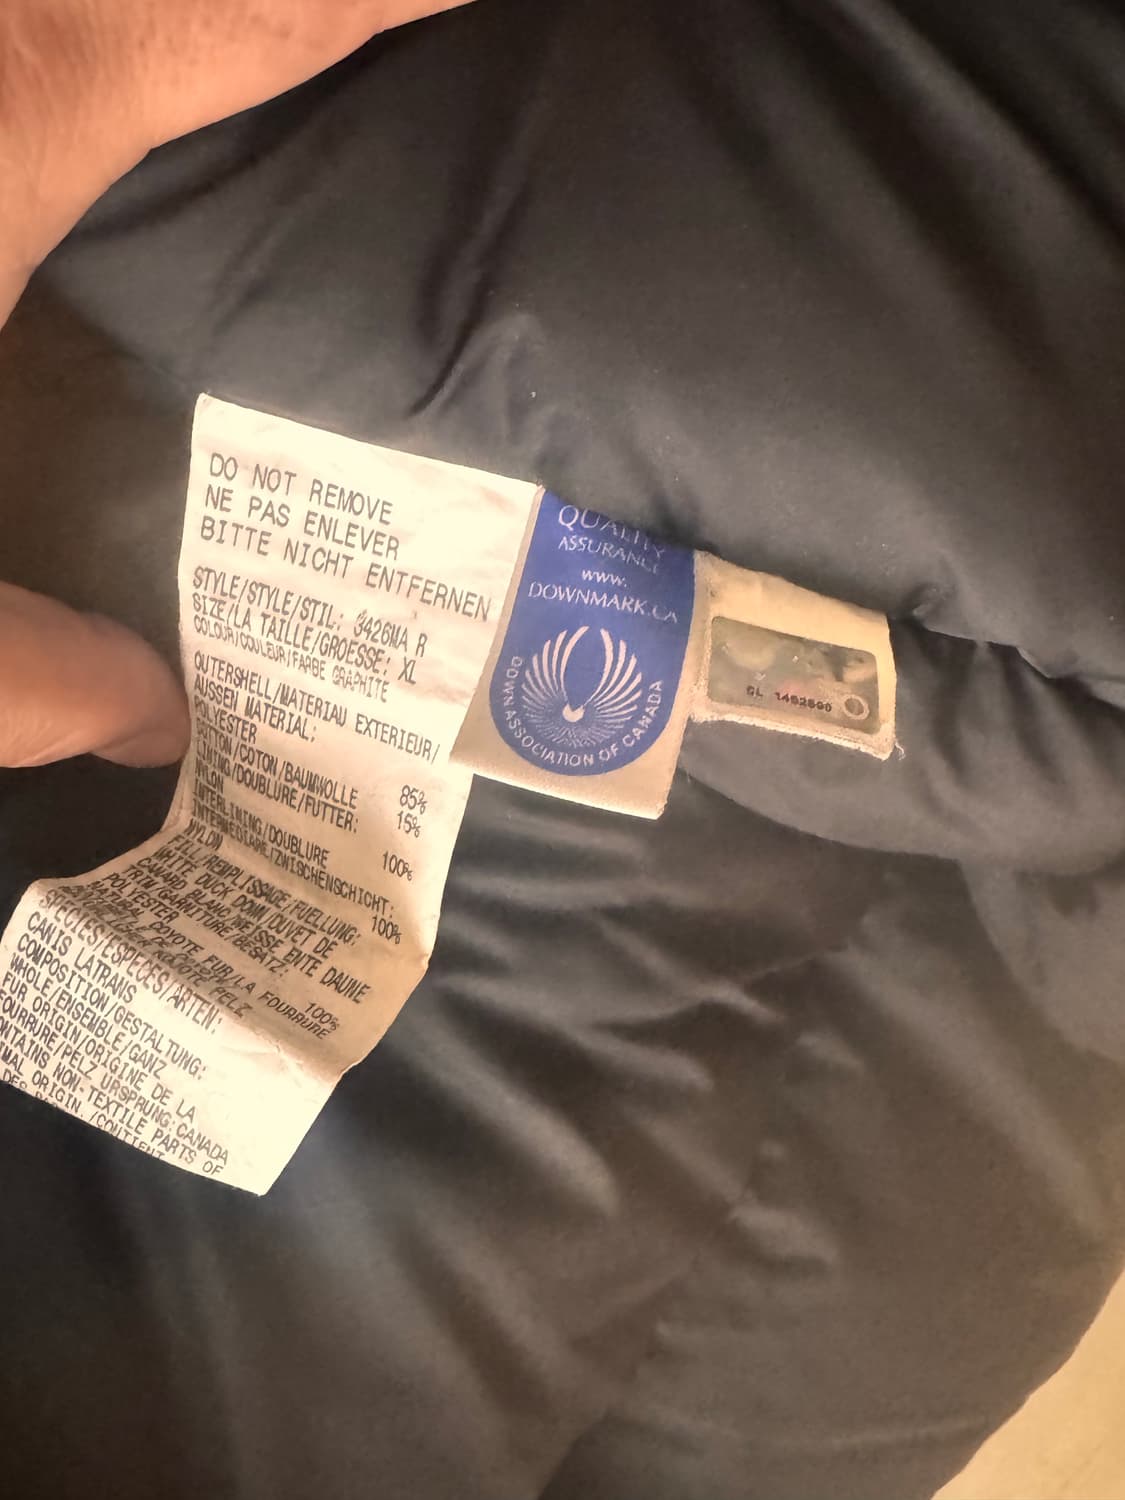 DO NOT REMOVE
NE PAS ENLEVER
BITTE NICHT ENTFERNEN
STYLE/STYLE/STIL: 3426MA R
SIZE/LA TAILLE/GROESSE: XL
COLOUR/COULEUR/FARBE GRAPHITE
OUTERSHELL/MATERIAU EXTERIEUR/
AUSSEN MATERIAL:
POLYESTER 85%
COTTON/COTON/BAUMWOLLE 15%
LINING/DOUBLURE/FUTTER:
NYLON 100%
INTERLINING/DOUBLURE
INTERMEDIAIRE/ZWISCHENSCHICHT:
NYLON 100%
FILL/REMPLISSAGE/FUELLUNG:
WHITE DUCK DOWN/DUVET DE
CANARD BLANC/WEISSE ENTE DAUNE
TRIM/GARNITURE/BESATZ:
POLYESTER 100%
COYOTE FUR/LA FOURRURE
PELZ
SPECIES/ESPECES/ARTEN:
CANIS LATRANS
COMPOSITION/GESTALTUNG:
WHOLE/ENSEMBLE/GANZ
FUR ORIGIN/ORIGINE DE LA
FOURRURE/PELZ URSPRUNG: CANADA
CONTAINS NON-TEXTILE PARTS OF
ANIMAL ORIGIN./CONTIENT
QUALITY
ASSURANCE
www.
DOWNMARK.CA
DOWN ASSOCIATION OF CANADA